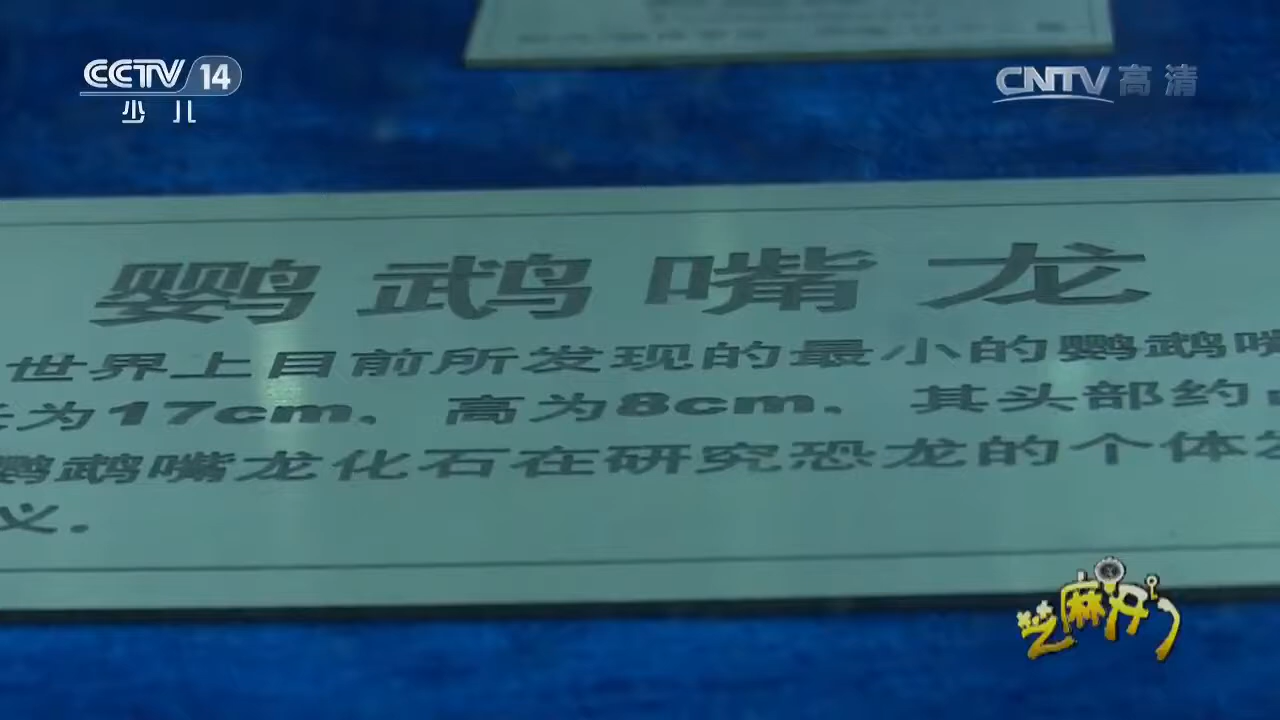 CCTV 14
少儿
CNTV 高清
鹦鹉嘴龙
世界上目前所发现的最小的鹦鹉嘴
为17cm，高为8cm，其头部约
鹦鹉嘴龙化石在研究恐龙的个体发
义.
芝麻开门